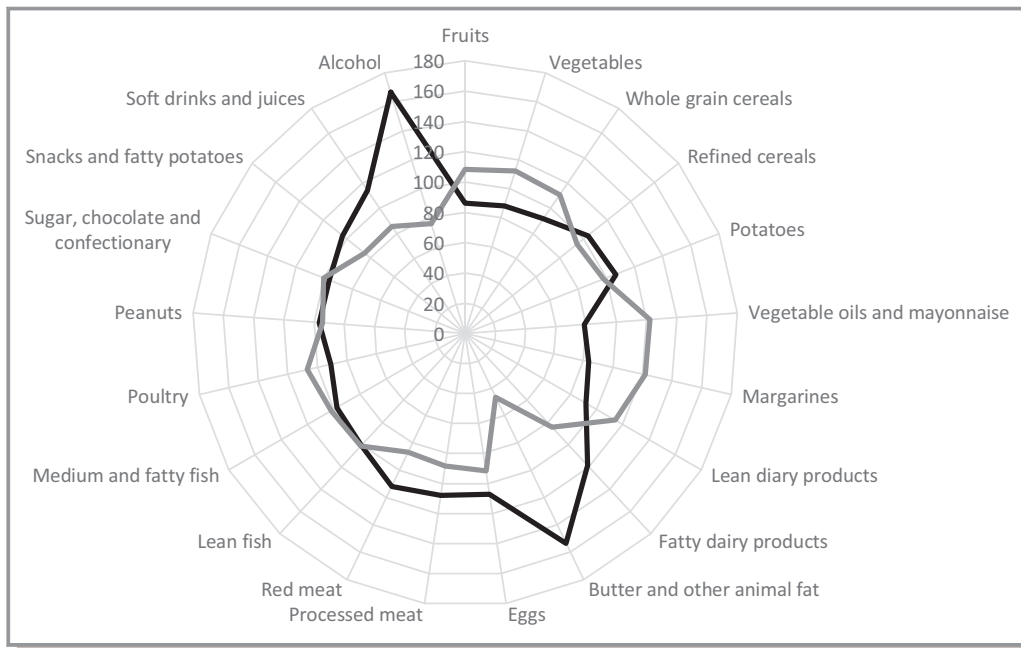 Fruits
Vegetables
Whole grain cereals
Refined cereals
Potatoes
Vegetable oils and mayonnaise
Margarines
Lean diary products
Fatty dairy products
Butter and other animal fat
Eggs
Processed meat
Red meat
Lean fish
Medium and fatty fish
Poultry
Peanuts
Sugar, chocolate and
confectionary
Snacks and fatty potatoes
Soft drinks and juices
Alcohol
180
160
140
120
100
80
60
40
20
0